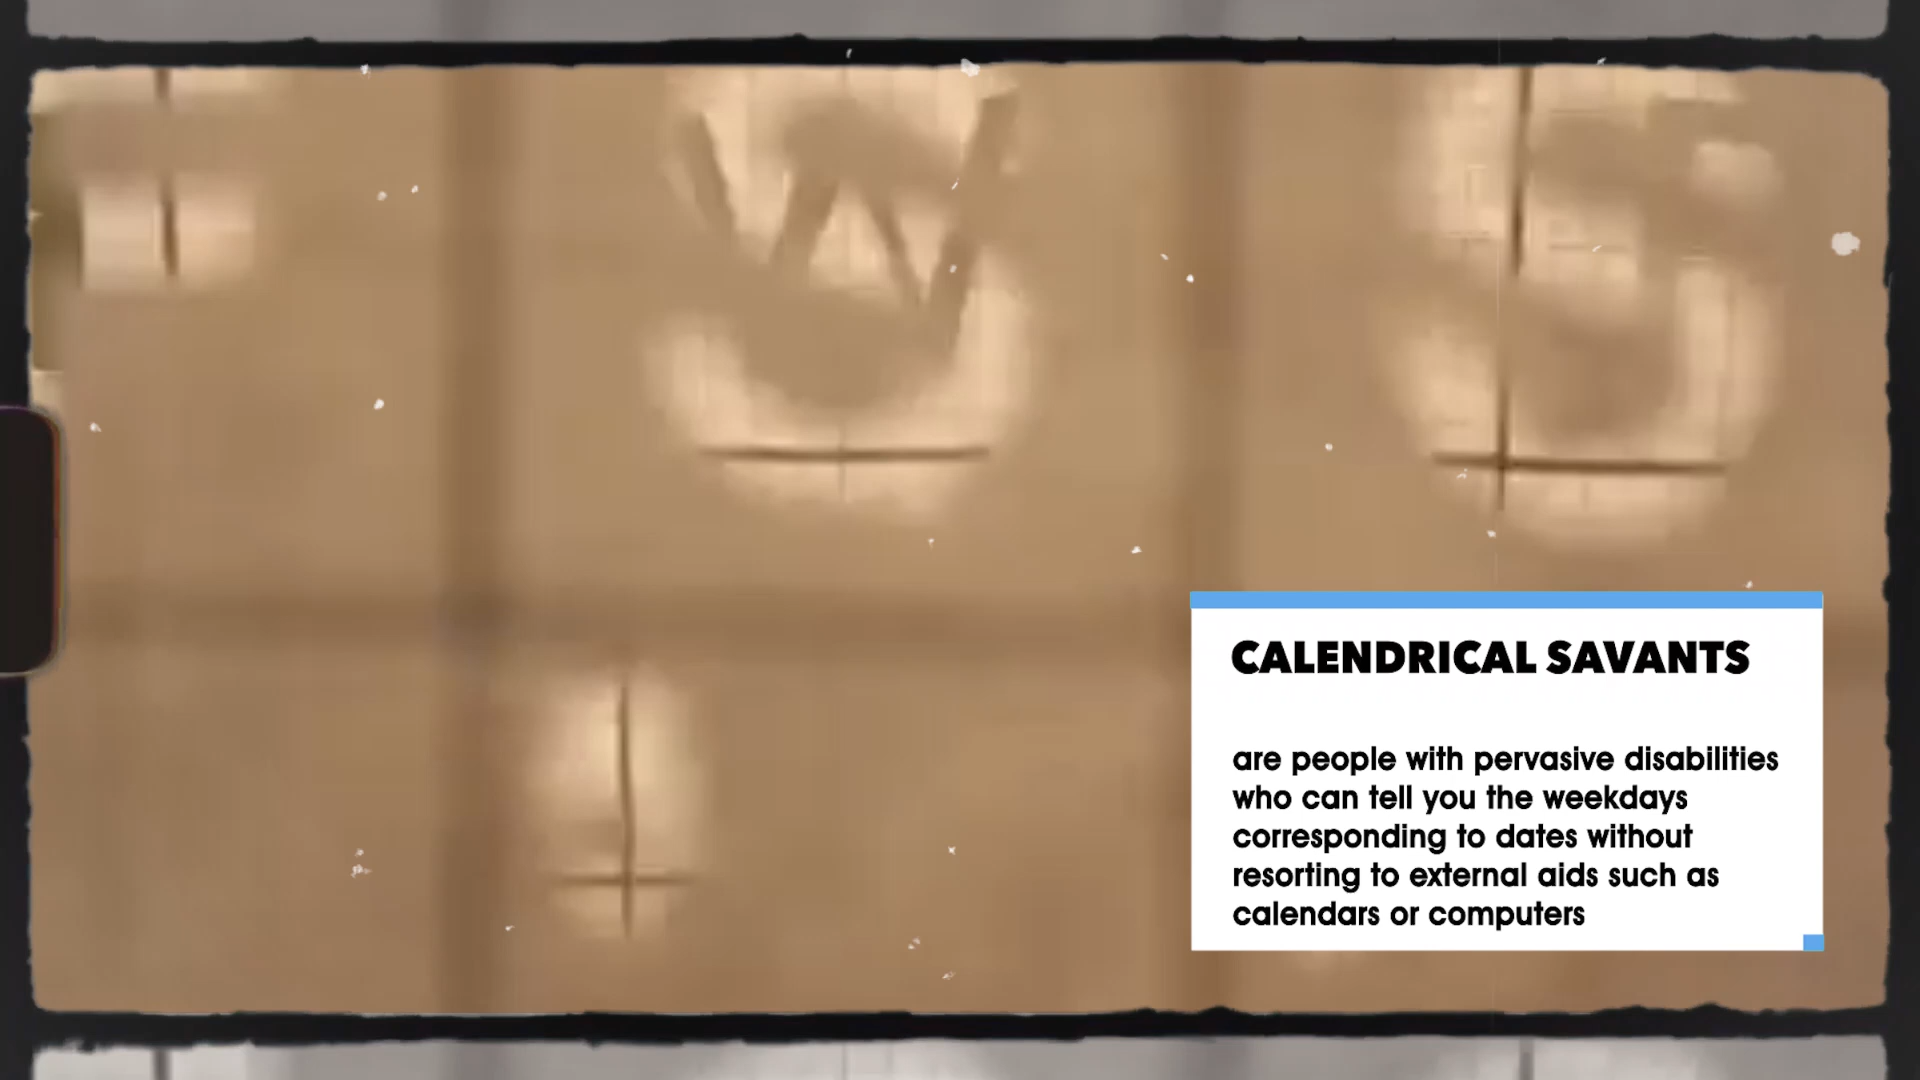 CALENDRICAL SAVANTS
are people with pervasive disabilities
who can tell you the weekdays
corresponding to dates without
resorting to external aids such as
calendars or computers